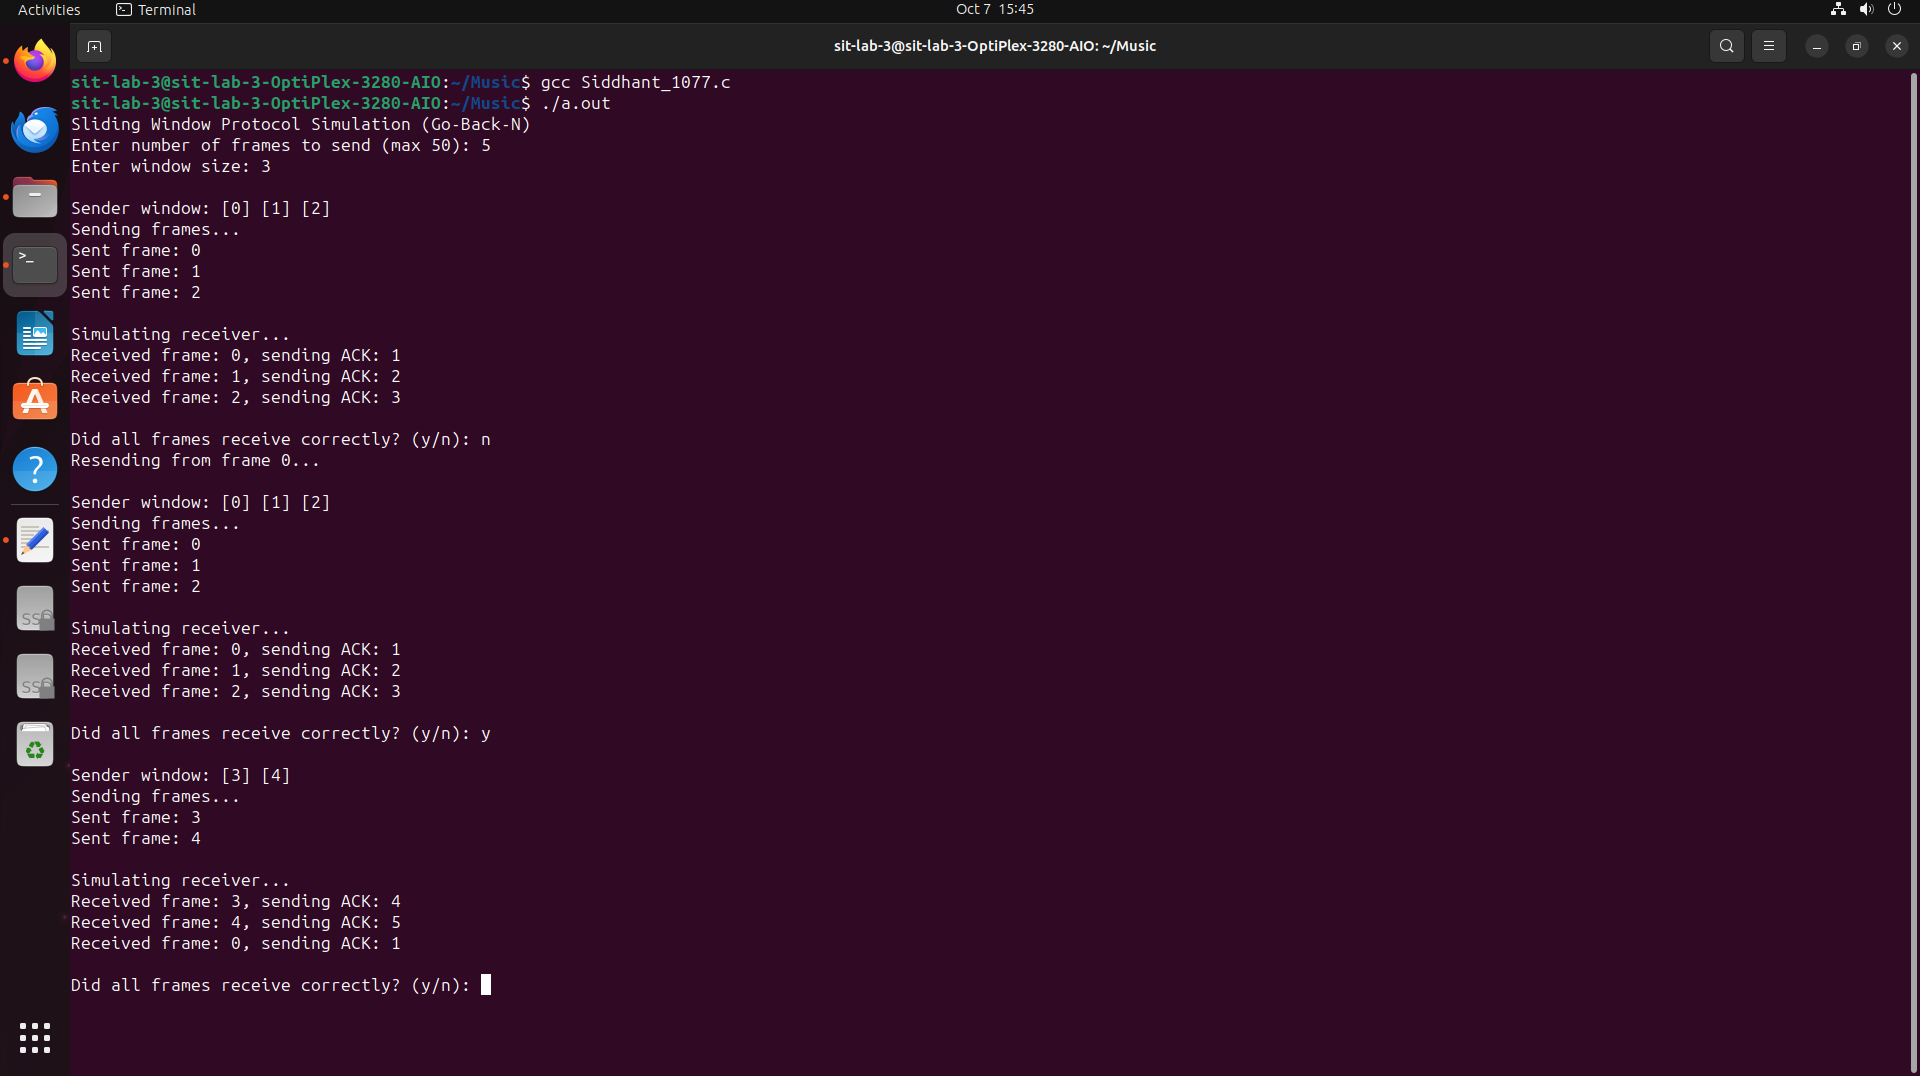 Activities
Terminal
Oct 7 15:45
sit-lab-3@sit-lab-3-OptiPlex-3280-AIO: ~/Music
sit-lab-3@sit-lab-3-OptiPlex-3280-AIO:~/Music$ gcc Siddhant_1077.c
sit-lab-3@sit-lab-3-OptiPlex-3280-AIO:~/Music$ ./a.out
Sliding Window Protocol Simulation (Go-Back-N)
Enter number of frames to send (max 50): 5
Enter window size: 3
Sender window: [0] [1] [2]
Sending frames...
Sent frame: 0
Sent frame: 1
Sent frame: 2
Simulating receiver...
Received frame: 0, sending ACK: 1
Received frame: 1, sending ACK: 2
Received frame: 2, sending ACK: 3
Did all frames receive correctly? (y/n): n
Resending from frame 0...
Sender window: [0] [1] [2]
Sending frames...
Sent frame: 0
Sent frame: 1
Sent frame: 2
Simulating receiver...
Received frame: 0, sending ACK: 1
Received frame: 1, sending ACK: 2
Received frame: 2, sending ACK: 3
Did all frames receive correctly? (y/n): y
Sender window: [3] [4]
Sending frames...
Sent frame: 3
Sent frame: 4
Simulating receiver...
Received frame: 3, sending ACK: 4
Received frame: 4, sending ACK: 5
Received frame: 0, sending ACK: 1
Did all frames receive correctly? (y/n):